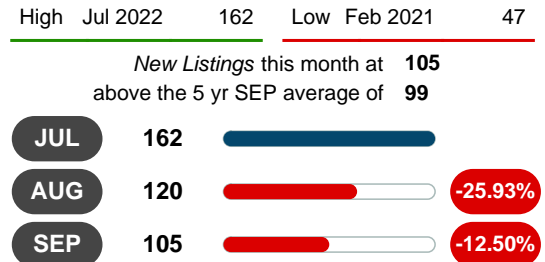 High Jul 2022 162 Low Feb 2021 47
New Listings this month at 105
above the 5 yr SEP average of 99
JUL 162
AUG 120 -25.93%
SEP 105 -12.50%